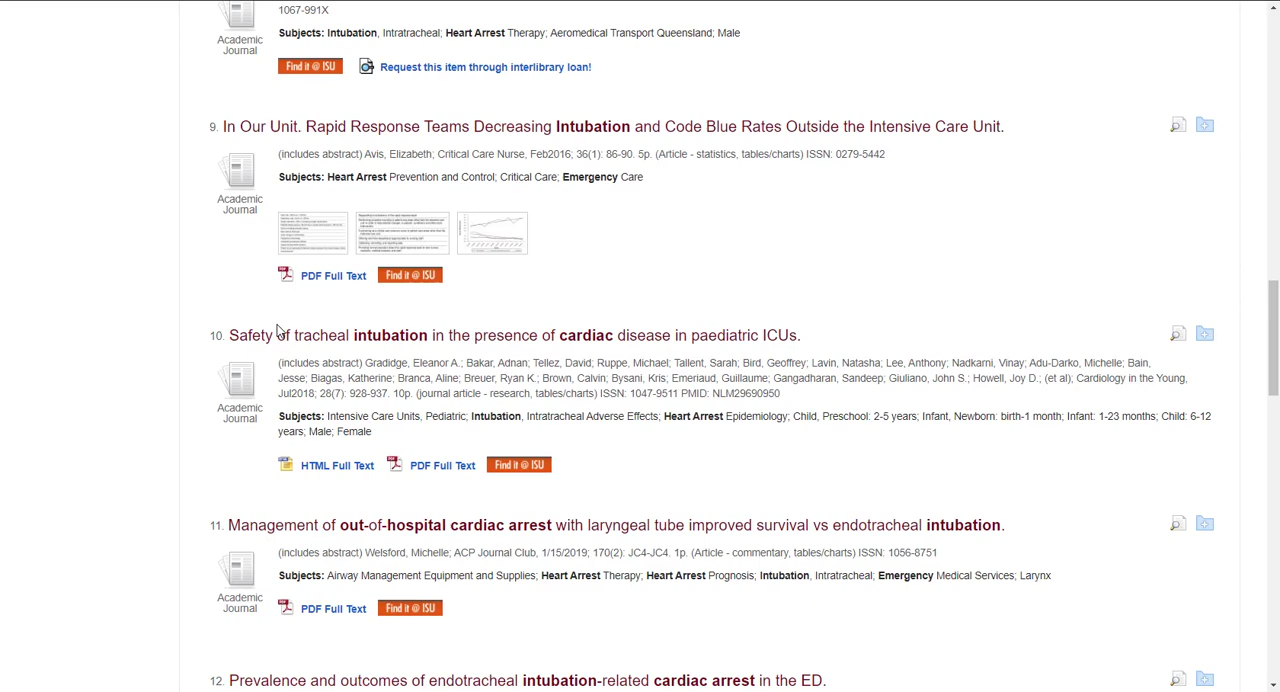 1067-991X
Academic
Journal
Subjects: Intubation, Intratracheal; Heart Arrest Therapy; Aeromedical Transport Queensland; Male
Find it @ ISU
Request this item through interlibrary loan!
9. In Our Unit. Rapid Response Teams Decreasing Intubation and Code Blue Rates Outside the Intensive Care Unit.
(includes abstract) Avis, Elizabeth; Critical Care Nurse, Feb2016; 36(1): 86-90. 5p. (Article - statistics, tables/charts) ISSN: 0279-5442
Academic
Journal
Subjects: Heart Arrest Prevention and Control; Critical Care; Emergency Care
PDF Full Text
Find it @ ISU
10. Safety of tracheal intubation in the presence of cardiac disease in paediatric ICUs.
(includes abstract) Gradidge, Eleanor A.; Bakar, Adnan; Tellez, David; Ruppe, Michael; Tallent, Sarah; Bird, Geoffrey; Lavin, Natasha; Lee, Anthony; Nadkarni, Vinay; Adu-Darko, Michelle; Bain,
Jesse; Biagas, Katherine; Branca, Aline; Breuer, Ryan K.; Brown, Calvin; Bysani, Kris; Emeriaud, Guillaume; Gangadharan, Sandeep; Giuliano, John S.; Howell, Joy D.; (et al); Cardiology in the Young,
Jul2018; 28(7): 928-937. 10p. (journal article - research, tables/charts) ISSN: 1047-9511 PMID: NLM29690950
Academic
Journal
Subjects: Intensive Care Units, Pediatric; Intubation, Intratracheal Adverse Effects; Heart Arrest Epidemiology; Child, Preschool: 2-5 years; Infant, Newborn: birth-1 month; Infant: 1-23 months; Child: 6-12
years; Male; Female
HTML Full Text
PDF Full Text
Find it @ ISU
11. Management of out-of-hospital cardiac arrest with laryngeal tube improved survival vs endotracheal intubation.
(includes abstract) Welsford, Michelle; ACP Journal Club, 1/15/2019; 170(2): JC4-JC4. 1p. (Article - commentary, tables/charts) ISSN: 1056-8751
Academic
Journal
Subjects: Airway Management Equipment and Supplies; Heart Arrest Therapy; Heart Arrest Prognosis; Intubation, Intratracheal; Emergency Medical Services; Larynx
PDF Full Text
Find it @ ISU
12. Prevalence and outcomes of endotracheal intubation-related cardiac arrest in the ED.